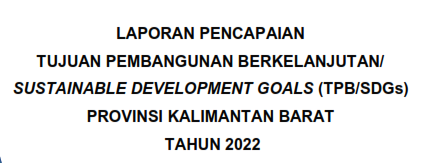 LAPORAN PENCAPAIAN
TUJUAN PEMBANGUNAN BERKELANJUTAN/
SUSTAINABLE DEVELOPMENT GOALS (TPB/SDGs)
PROVINSI KALIMANTAN BARAT
TAHUN 2022